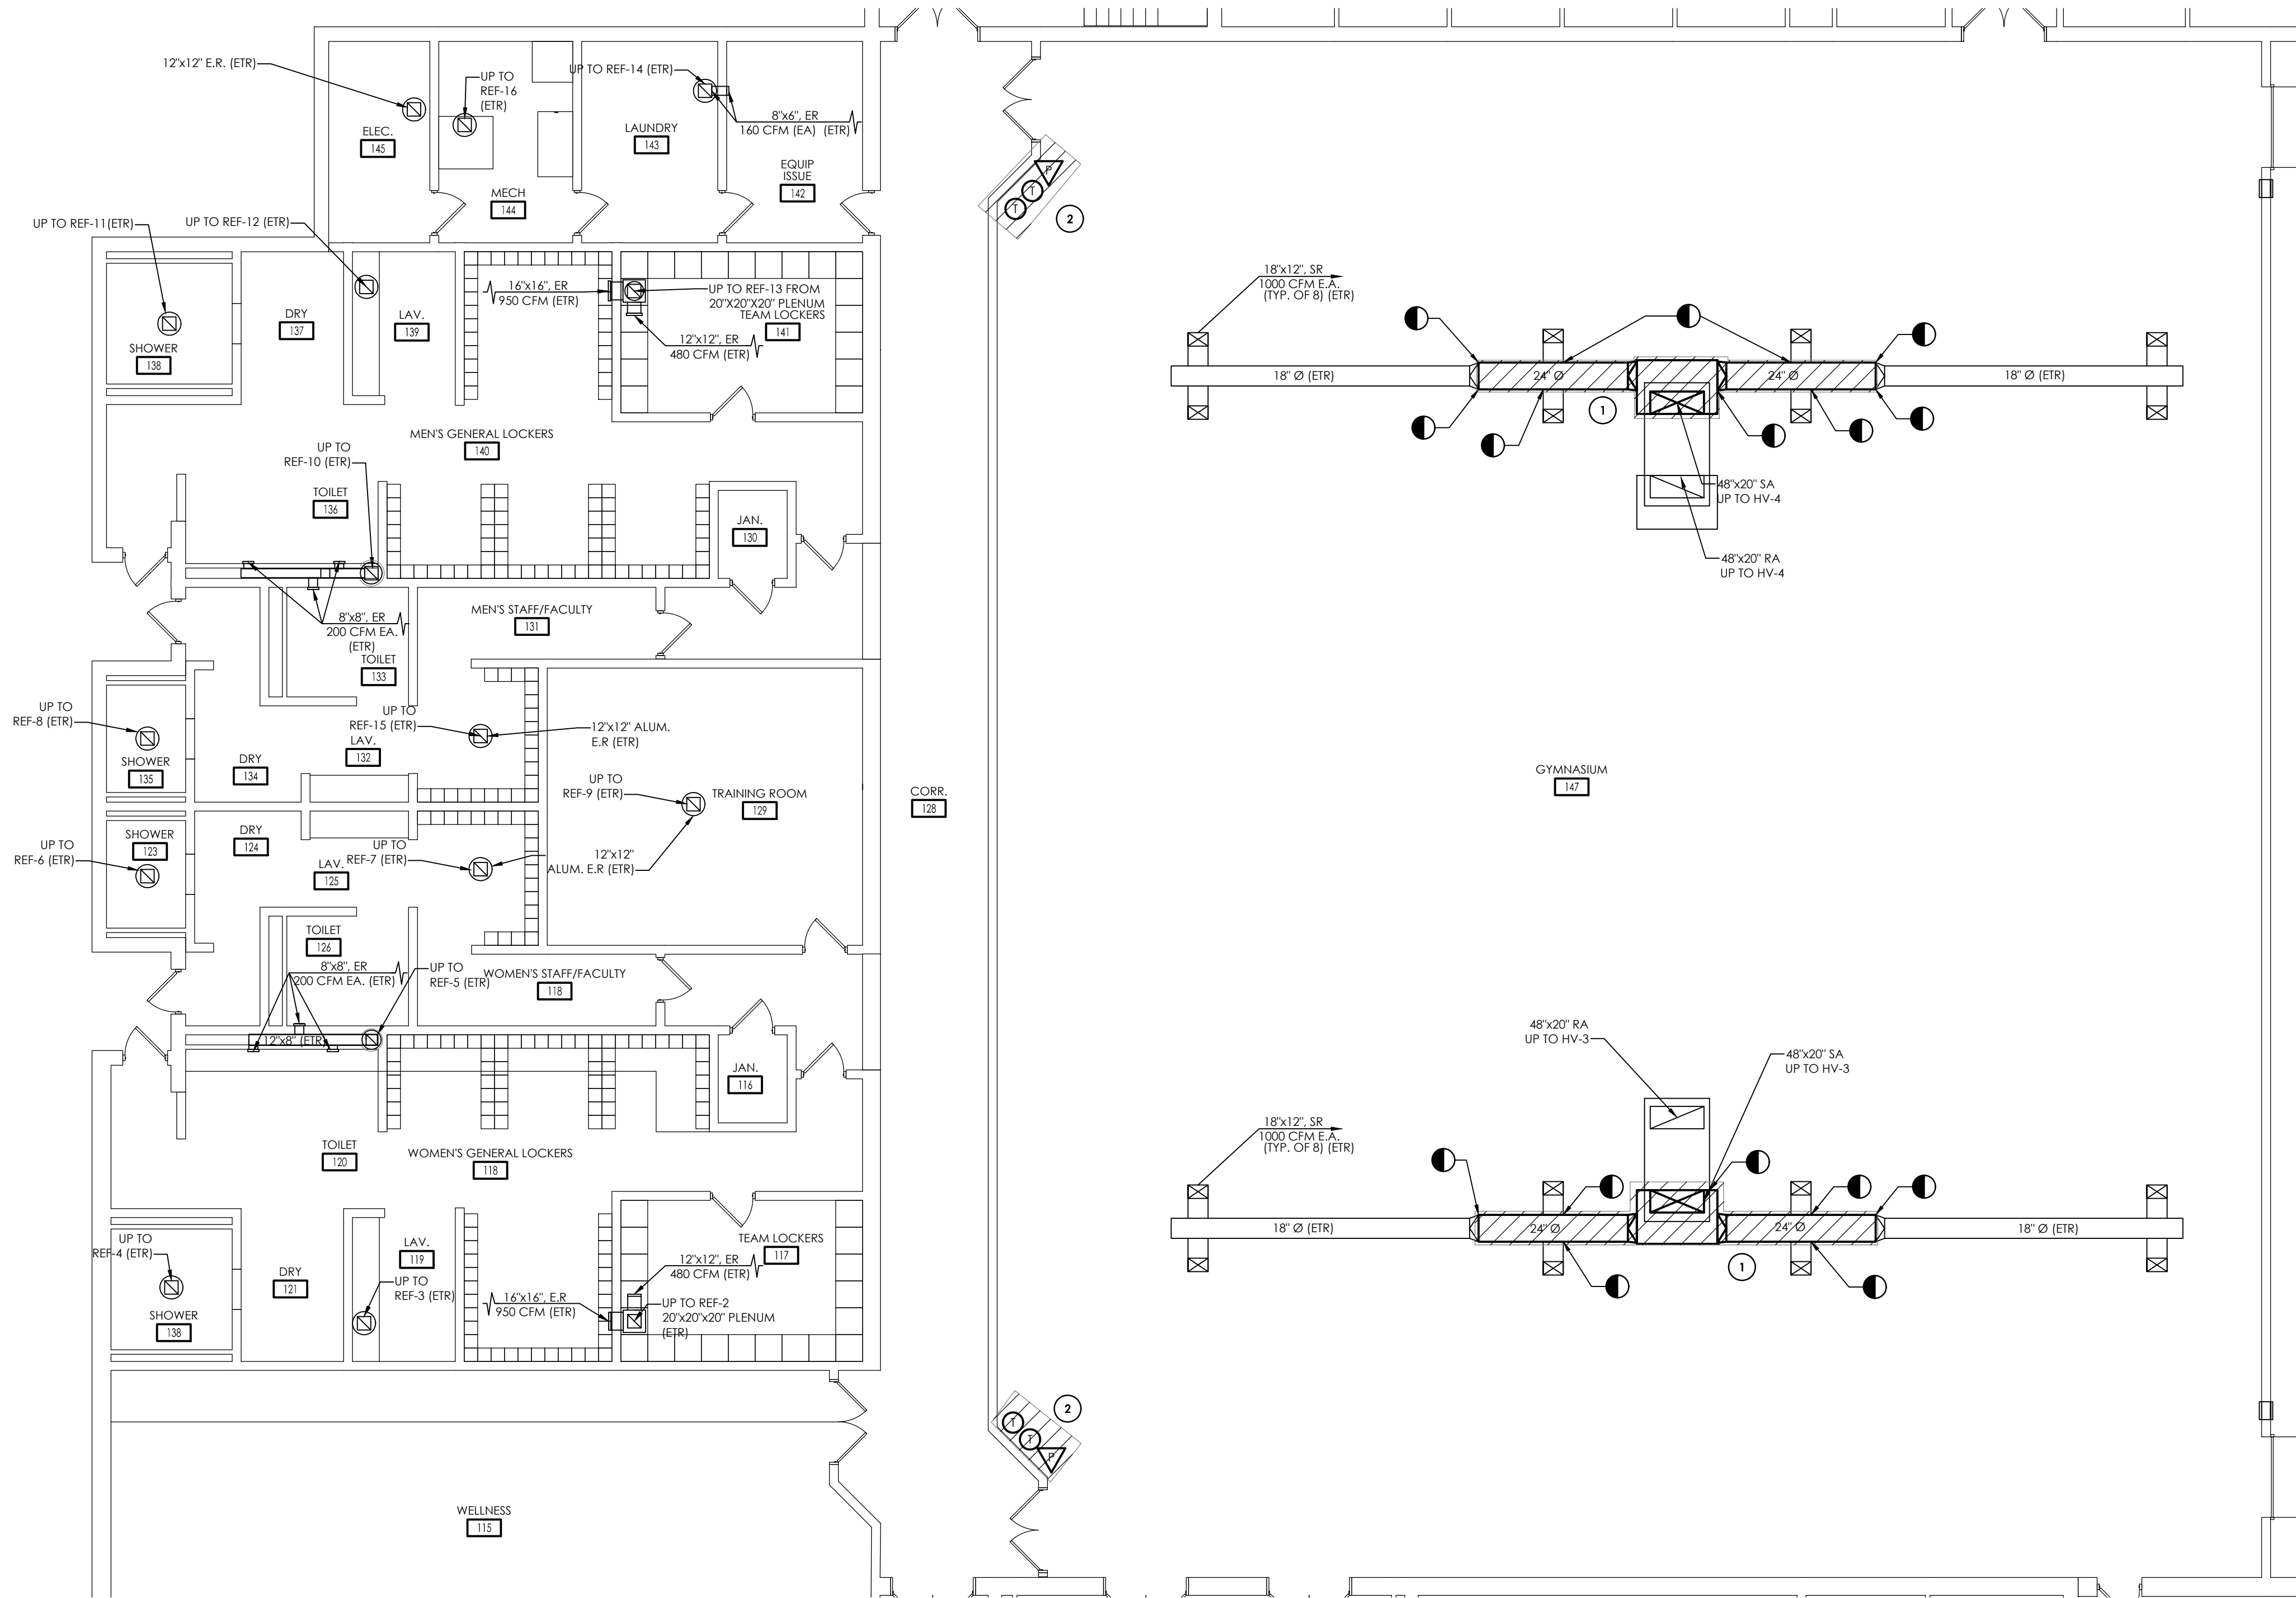 12"x12" E.R. (ETR)
UP TO
REF-16
(ETR)
UP TO REF-14 (ETR)
8"x6", ER
160 CFM (EA) (ETR)
ELEC.
145
LAUNDRY
143
EQUIP
ISSUE
142
MECH
144
P
T
T
2
UP TO REF-11(ETR)
UP TO REF-12 (ETR)
16"x16", ER
950 CFM (ETR)
UP TO REF-13 FROM
20"X20"X20" PLENUM
TEAM LOCKERS
141
12"x12", ER
480 CFM (ETR)
DRY
137
LAV.
139
SHOWER
138
18"x12", SR
1000 CFM E.A.
(TYP. OF 8) (ETR)
18" Ø (ETR)
24" Ø
24" Ø
18" Ø (ETR)
1
48"x20" SA
UP TO HV-4
48"x20" RA
UP TO HV-4
MEN'S GENERAL LOCKERS
140
UP TO
REF-10 (ETR)
TOILET
136
JAN.
130
8"x8", ER
200 CFM EA.
(ETR)
MEN'S STAFF/FACULTY
131
TOILET
133
UP TO
REF-8 (ETR)
UP TO
REF-15 (ETR)
12"x12" ALUM.
E.R (ETR)
LAV.
132
SHOWER
135
DRY
134
UP TO
REF-9 (ETR)
TRAINING ROOM
129
CORR.
128
GYMNASIUM
147
SHOWER
123
DRY
124
UP TO
REF-6 (ETR)
UP TO
REF-7 (ETR)
LAV.
125
12"x12"
ALUM. E.R (ETR)
TOILET
126
8"x8", ER
200 CFM EA. (ETR)
UP TO
REF-5 (ETR)
WOMEN'S STAFF/FACULTY
118
12"x8" (ETR)
JAN.
116
48"x20" RA
UP TO HV-3
48"x20" SA
UP TO HV-3
18"x12", SR
1000 CFM E.A.
(TYP. OF 8) (ETR)
TOILET
120
WOMEN'S GENERAL LOCKERS
118
18" Ø (ETR)
24" Ø
24" Ø
18" Ø (ETR)
1
UP TO
REF-4 (ETR)
LAV.
119
TEAM LOCKERS
117
12"x12", ER
480 CFM (ETR)
DRY
121
UP TO
REF-3 (ETR)
16"x16", E.R
950 CFM (ETR)
UP TO REF-2
20"x20"x20" PLENUM
(ETR)
SHOWER
138
2
T
T
P
WELLNESS
115